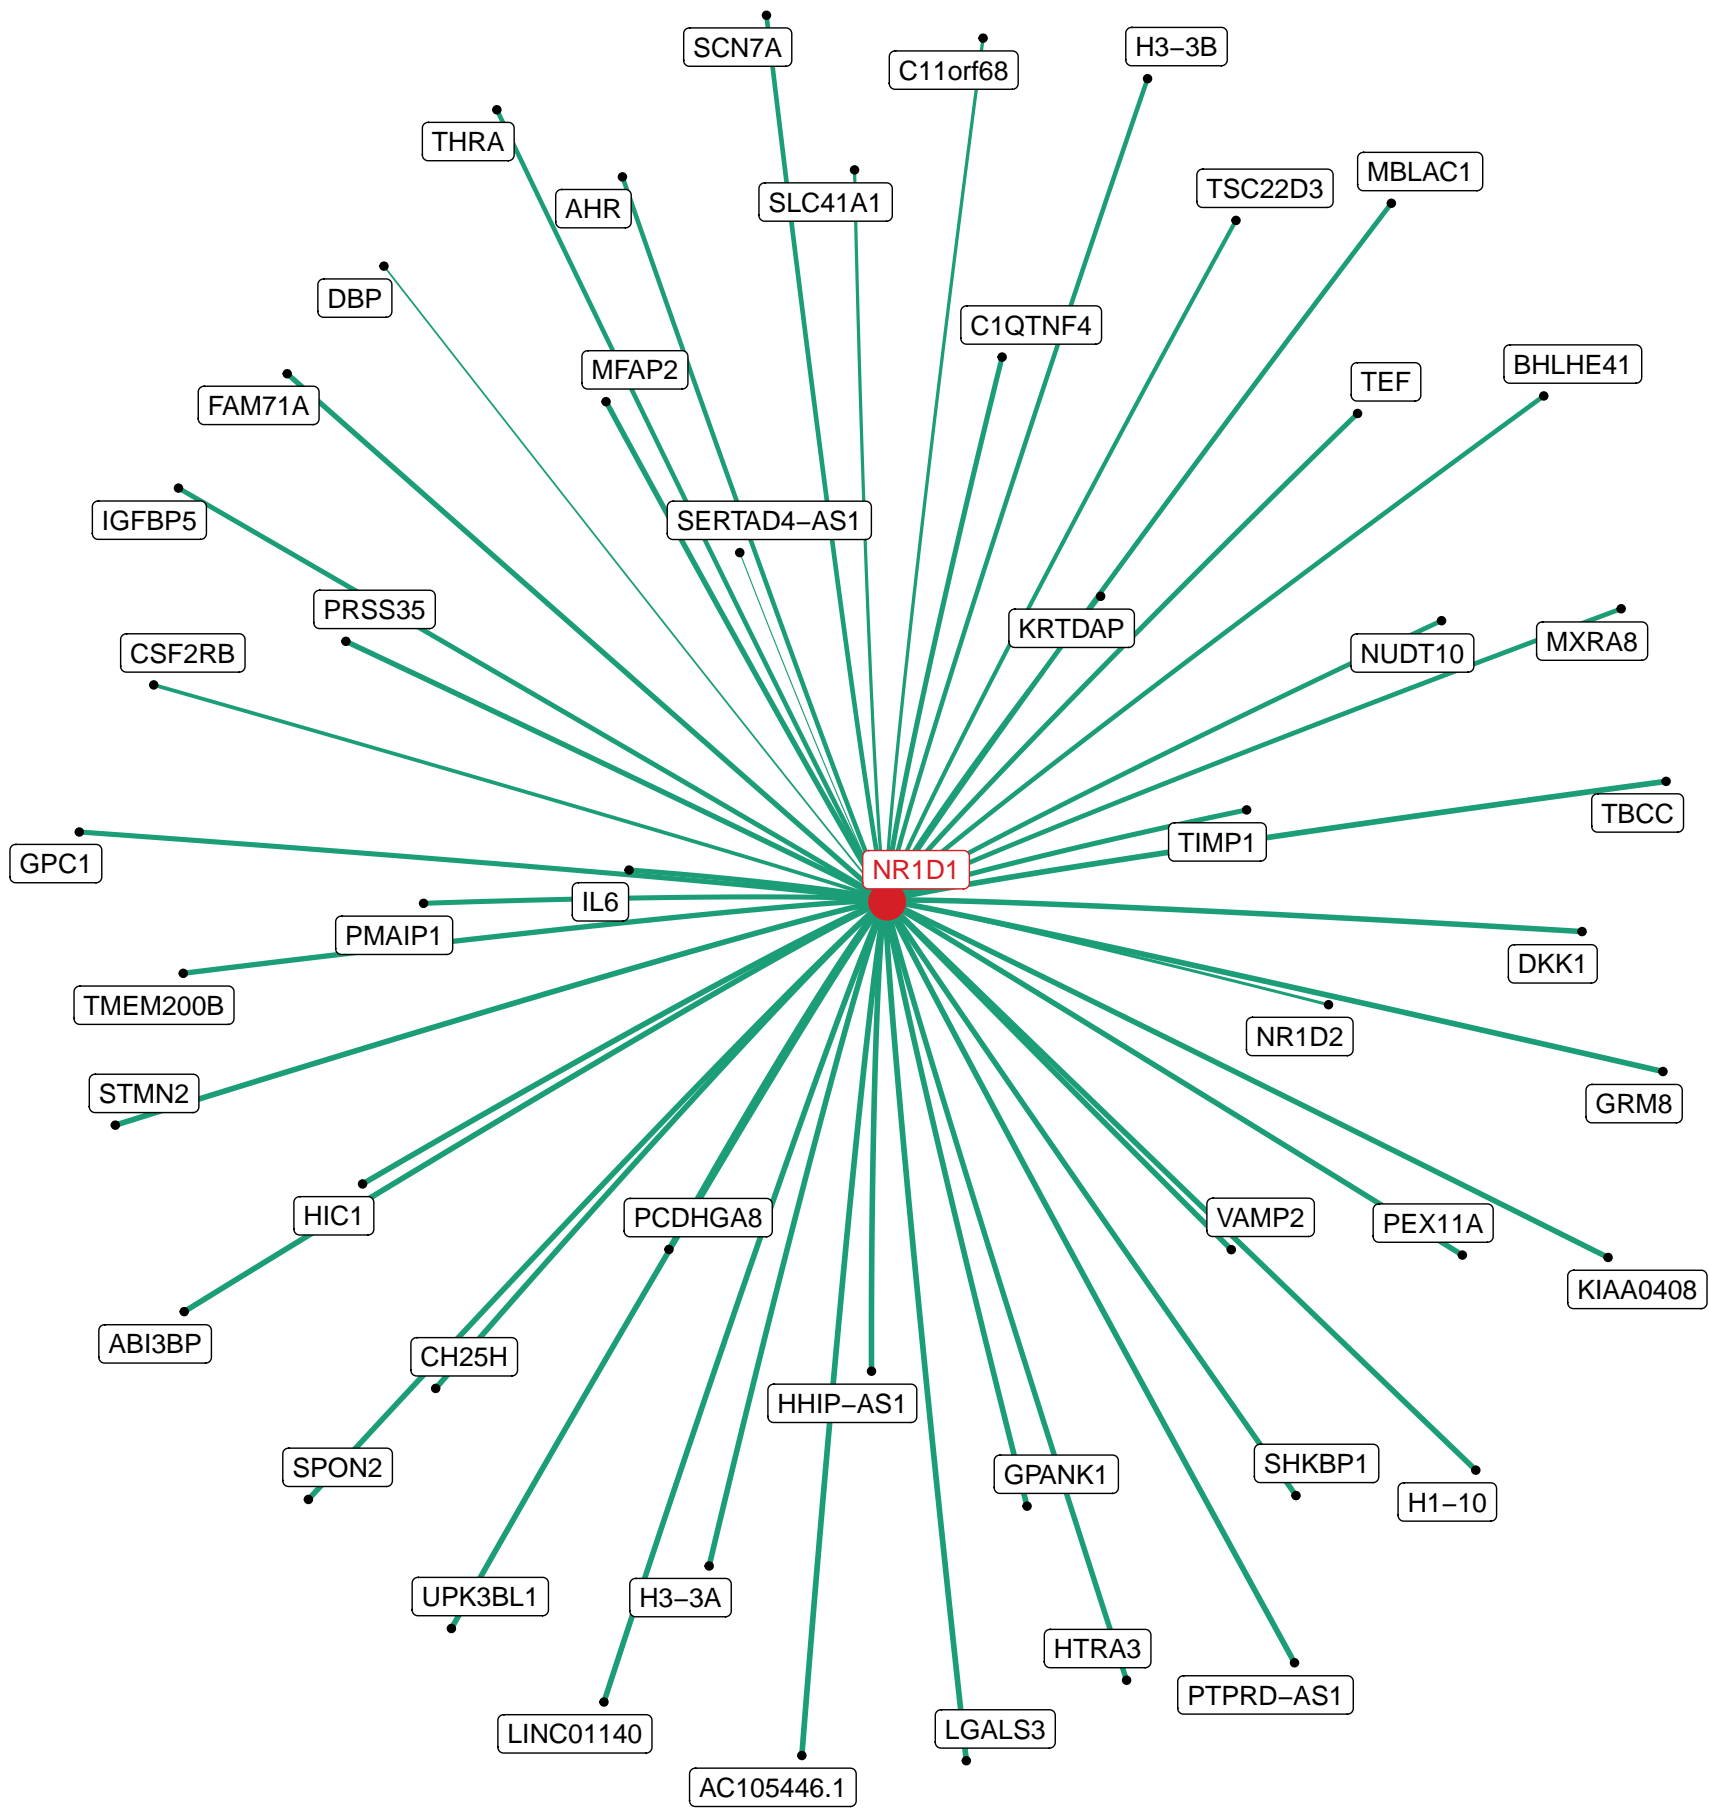 SCN7A
H3−3B
C11orf68
THRA
MBLAC1
TSC22D3
SLC41A1
AHR
DBP
C1QTNF4
BHLHE41
MFAP2
TEF
FAM71A
IGFBP5
SERTAD4−AS1
PRSS35
KRTDAP
MXRA8
CSF2RB
NUDT10
TBCC
TIMP1
GPC1
NR1D1
IL6
PMAIP1
DKK1
TMEM200B
NR1D2
STMN2
GRM8
HIC1
PCDHGA8
VAMP2
PEX11A
KIAA0408
ABI3BP
CH25H
HHIP−AS1
SPON2
SHKBP1
GPANK1
H1−10
UPK3BL1
H3−3A
HTRA3
PTPRD−AS1
LINC01140
LGALS3
AC105446.1